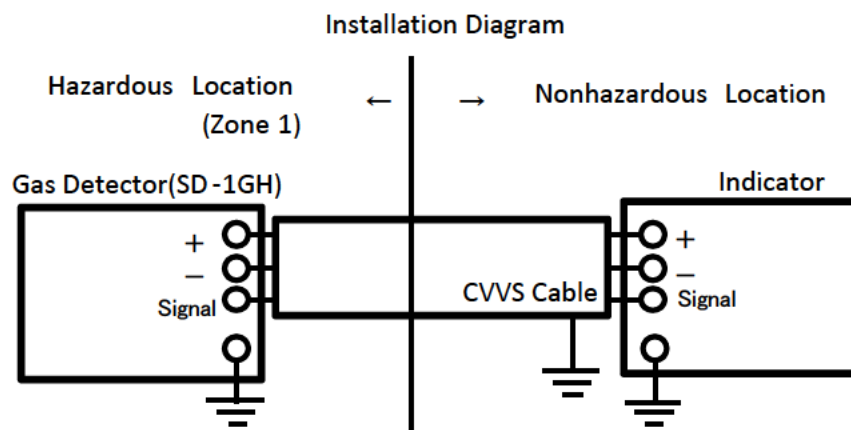 Installation Diagram
Hazardous Location
(Zone 1)
← →
Nonhazardous Location
Gas Detector(SD-1GH)
Indicator
+
−
Signal
CVVS Cable
+
−
Signal